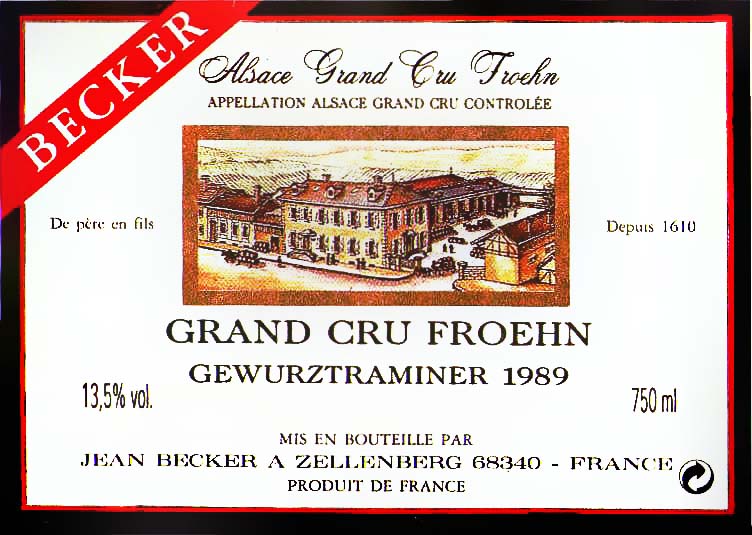 BECKER
Alsace Grand Cru Froehn
APPELLATION ALSACE GRAND CRU CONTROLÉE
De père en fils
Depuis 1610
GRAND CRU FROEHN
GEWURZTRAMINER 1989
13,5% vol.
750 ml
MIS EN BOUTEILLE PAR
JEAN BECKER A ZELLENBERG 68340 - FRANCE
PRODUIT DE FRANCE